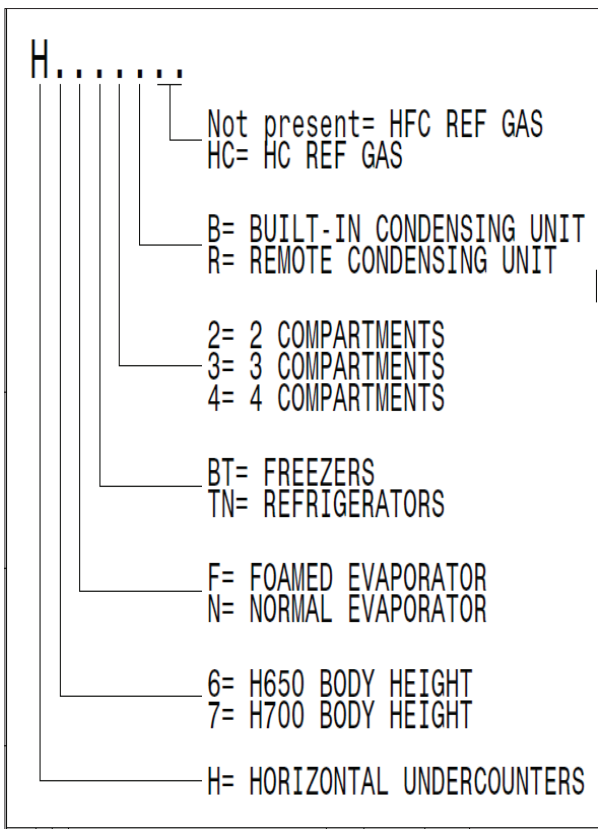 H.......
Not present= HFC REF GAS
HC= HC REF GAS
B= BUILT-IN CONDENSING UNIT
R= REMOTE CONDENSING UNIT
2= 2 COMPARTMENTS
3= 3 COMPARTMENTS
4= 4 COMPARTMENTS
BT= FREEZERS
TN= REFRIGERATORS
F= FOAMED EVAPORATOR
N= NORMAL EVAPORATOR
6= H650 BODY HEIGHT
7= H700 BODY HEIGHT
H= HORIZONTAL UNDERCOUNTERS